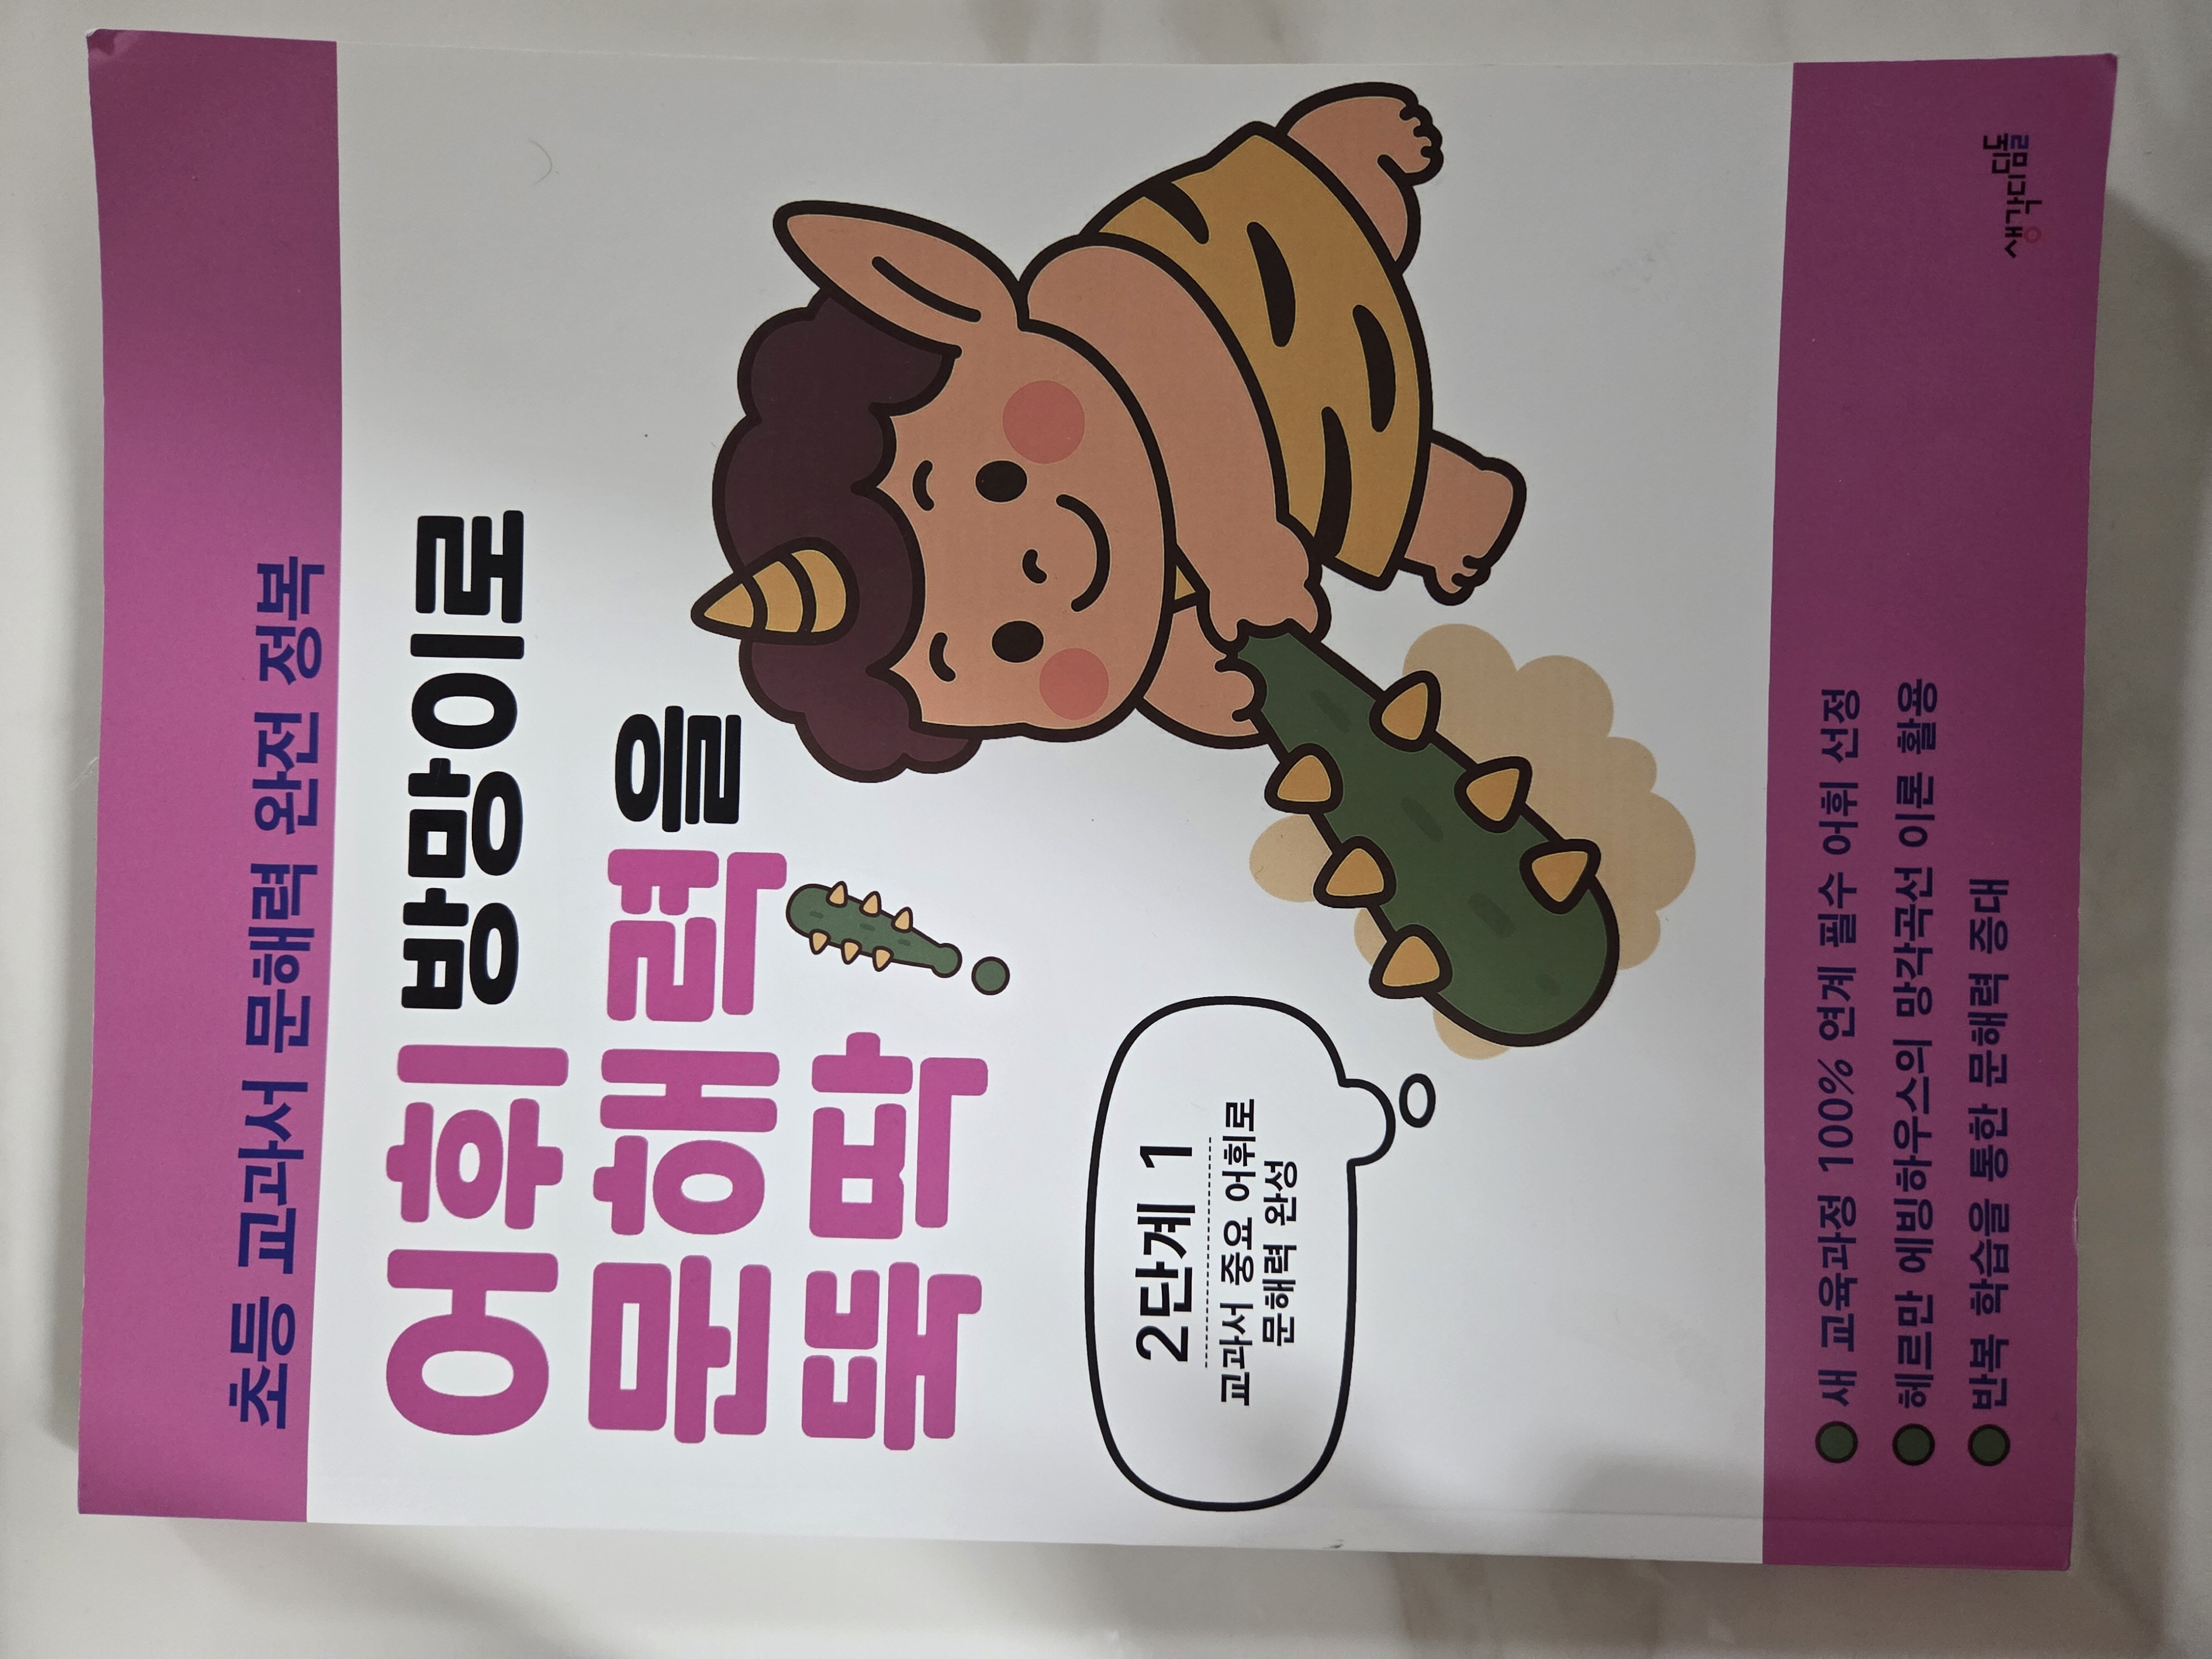 초등 교과서 문해력 완전 정복
어휘 방망이로
문해력을
뚝딱!
2단계 1
교과서 중요 어휘로
문해력 완성
새 교육과정 100% 연계 필수 어휘 선정
헤르만 에빙하우스의 망각곡선 이론 활용
반복 학습을 통한 문해력 증대
생각디딤돌